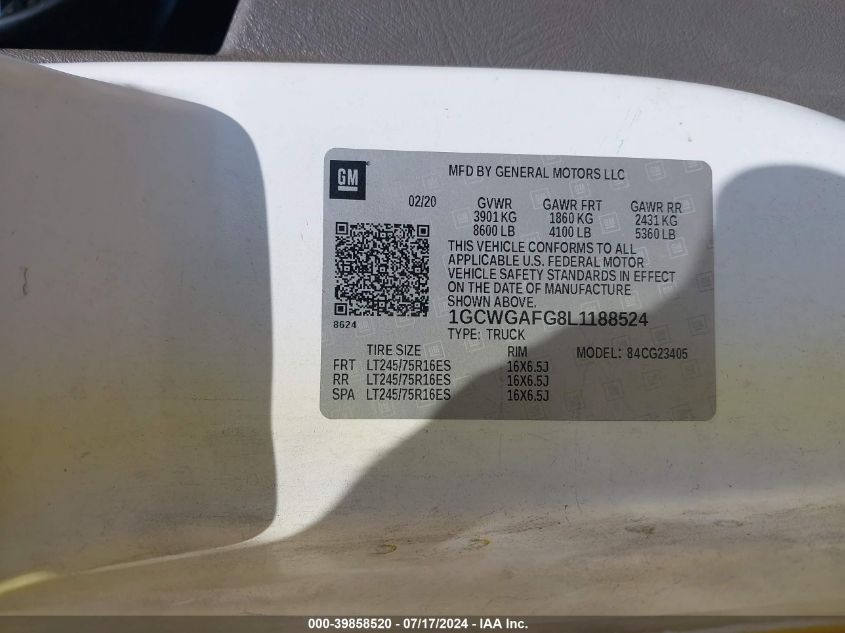 GM
MFD BY GENERAL MOTORS LLC
02/20 GVWR GAWR FRT GAWR RR
3901 KG 1860 KG 2431 KG
8600 LB 4100 LB 5360 LB
THIS VEHICLE CONFORMS TO ALL
APPLICABLE U.S. FEDERAL MOTOR
VEHICLE SAFETY STANDARDS IN EFFECT
ON THE DATE OF MANUFACTURE
SHOWN ABOVE.
8624 1GCWGAFG8L1188524
TYPE: TRUCK
TIRE SIZE RIM MODEL: 84CG23405
FRT LT245/75R16ES 16X6.5J
RR LT245/75R16ES 16X6.5J
SPA LT245/75R16ES 16X6.5J
000-39858520 - 07/17/2024 - IAA Inc.